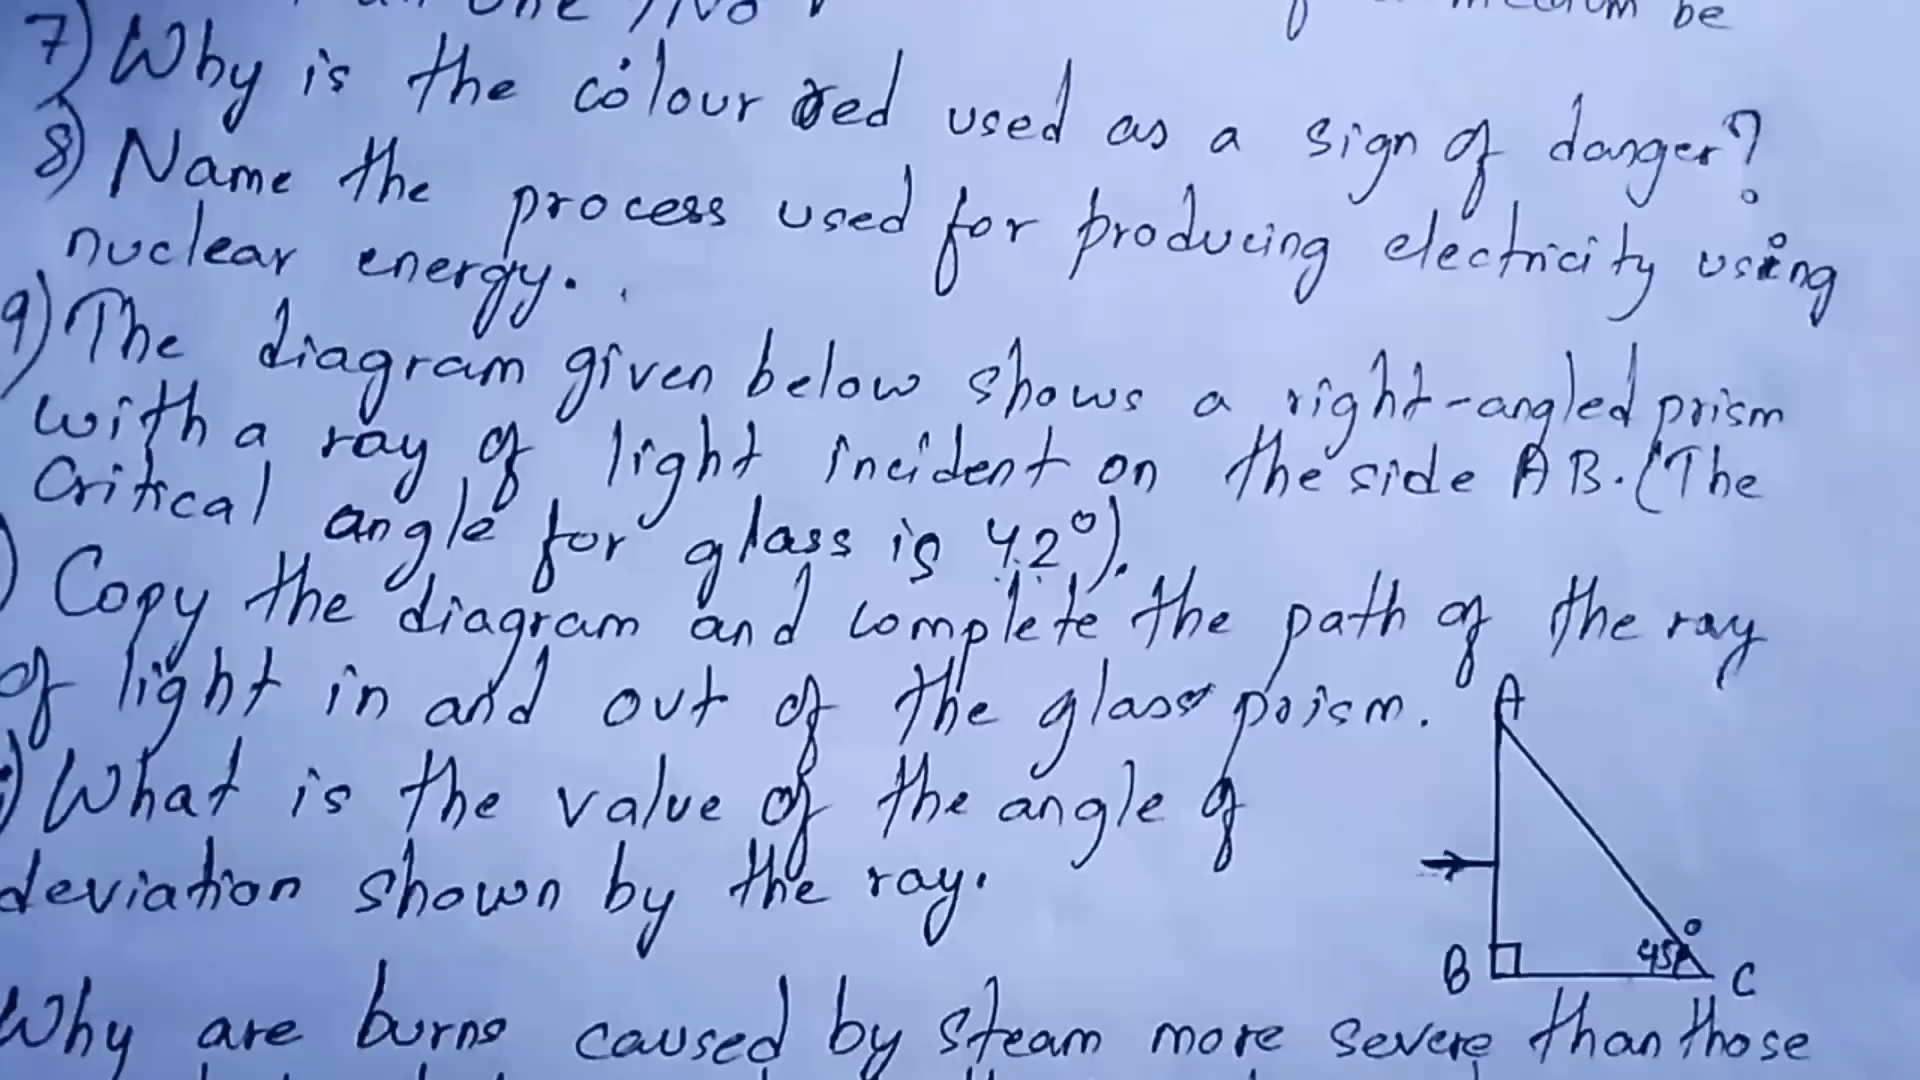 7) Why is the colour red used as a sign of danger?
8) Name the process used for producing electricity using
nuclear energy.
9) The diagram given below shows a right-angled prism
with a ray of light incident on the side AB. (The
Critical angle for glass is 42°).
) Copy the diagram and complete the path of the ray
of light in and out of the glass prism.
i) What is the value of the angle of
deviation shown by the ray.
A
B
45°
C
Why are burns caused by steam more severe than those